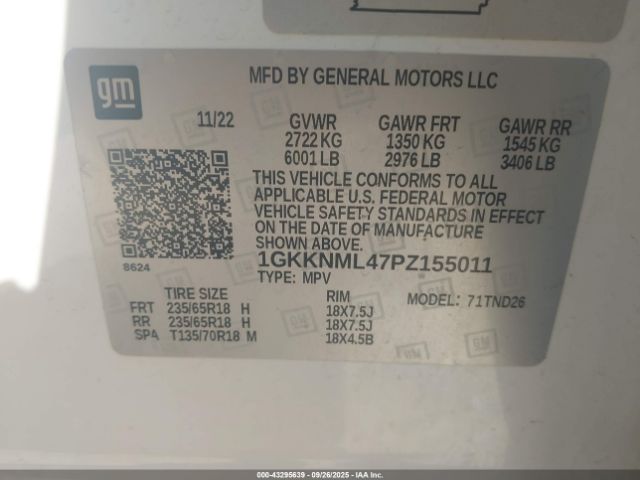 gm
MFD BY GENERAL MOTORS LLC
11/22 GVWR GAWR FRT GAWR RR
2722 KG 1350 KG 1545 KG
6001 LB 2976 LB 3406 LB
THIS VEHICLE CONFORMS TO ALL
APPLICABLE U.S. FEDERAL MOTOR
VEHICLE SAFETY STANDARDS IN EFFECT
ON THE DATE OF MANUFACTURE
SHOWN ABOVE.
1GKKNML47PZ155011
8624
TYPE: MPV
TIRE SIZE RIM MODEL: 71TND26
FRT 235/65R18 H 18X7.5J
RR 235/65R18 H 18X7.5J
SPA T135/70R18 M 18X4.5B
000-43295639 - 09/26/2025 - IAA Inc.